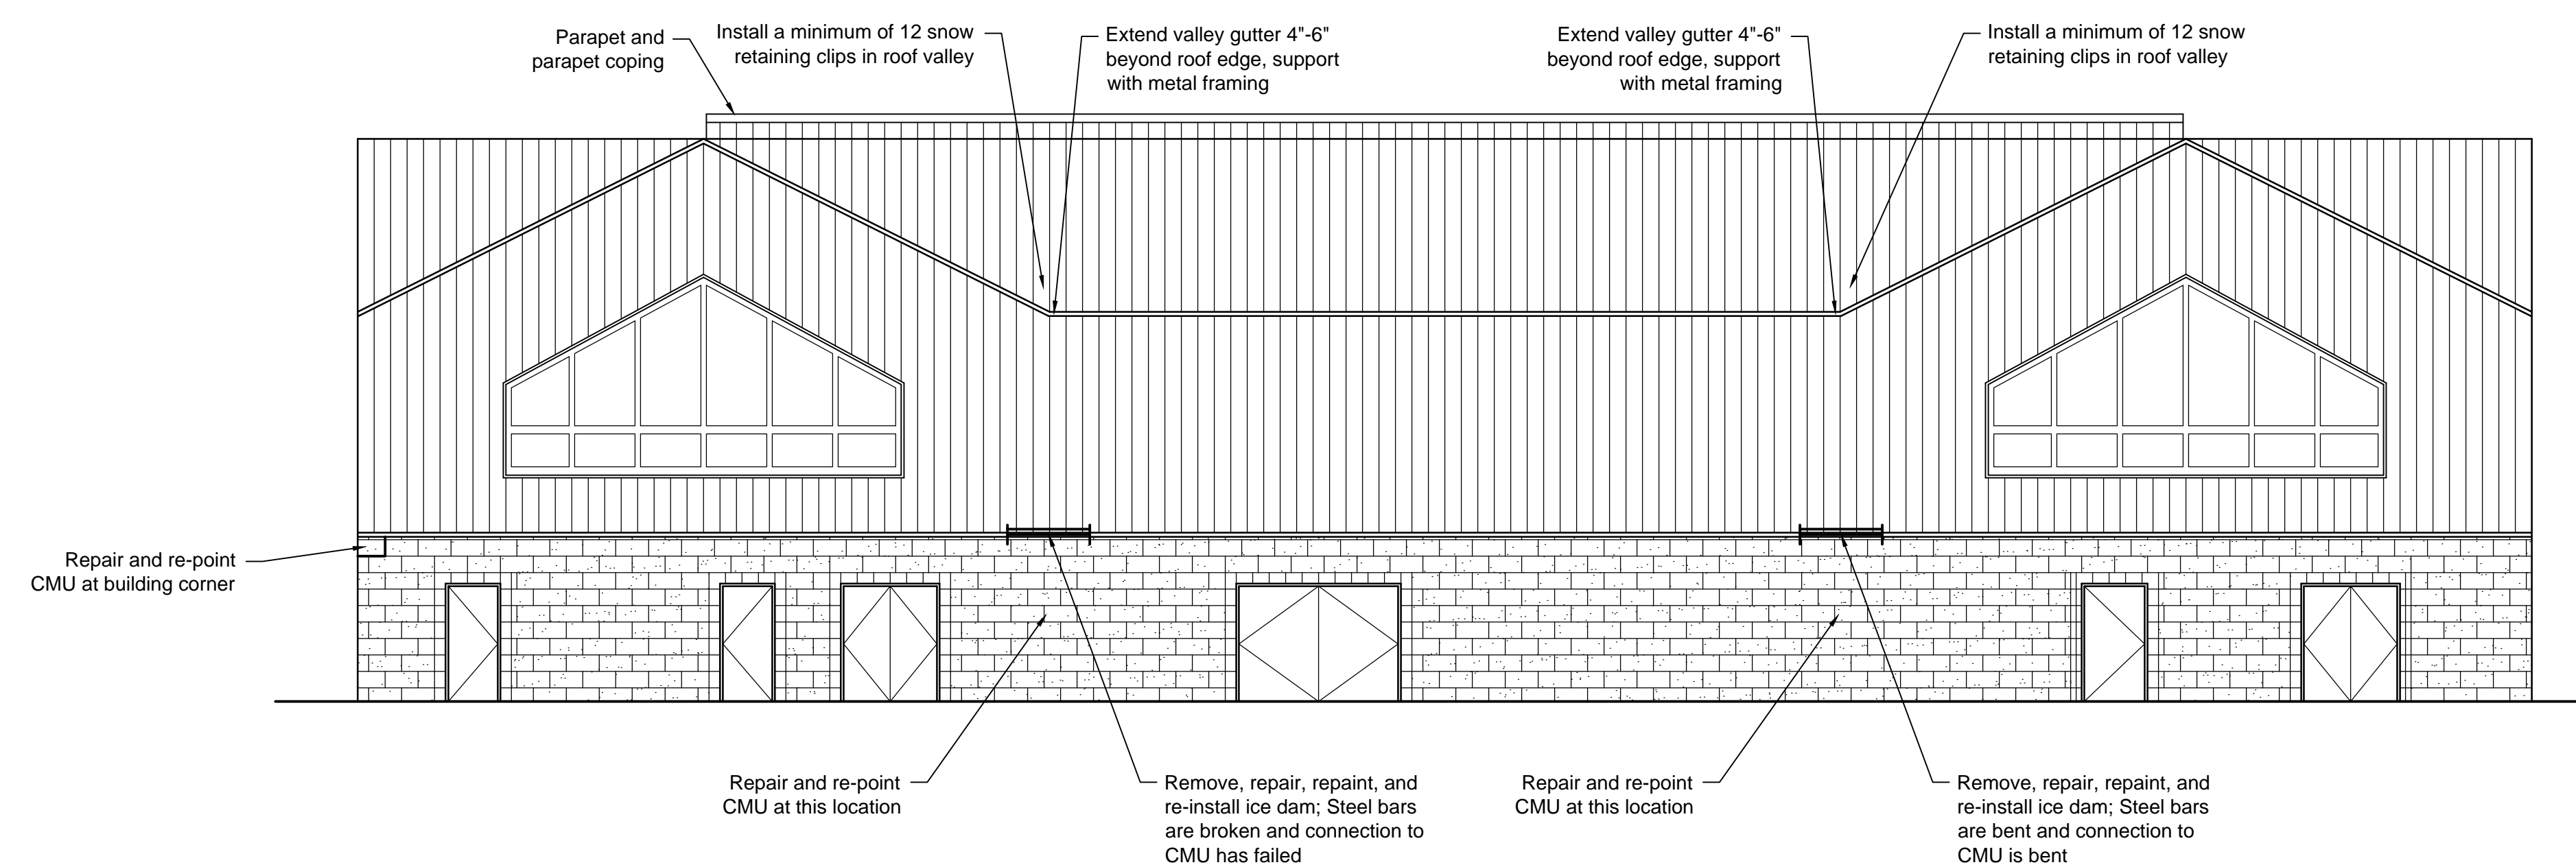 Parapet and
parapet coping
Install a minimum of 12 snow
retaining clips in roof valley
Extend valley gutter 4"-6"
beyond roof edge, support
with metal framing
Extend valley gutter 4"-6"
beyond roof edge, support
with metal framing
Install a minimum of 12 snow
retaining clips in roof valley
Repair and re-point
CMU at building corner
Repair and re-point
CMU at this location
Remove, repair, repaint, and
re-install ice dam; Steel bars
are broken and connection to
CMU has failed
Repair and re-point
CMU at this location
Remove, repair, repaint, and
re-install ice dam; Steel bars
are bent and connection to
CMU is bent